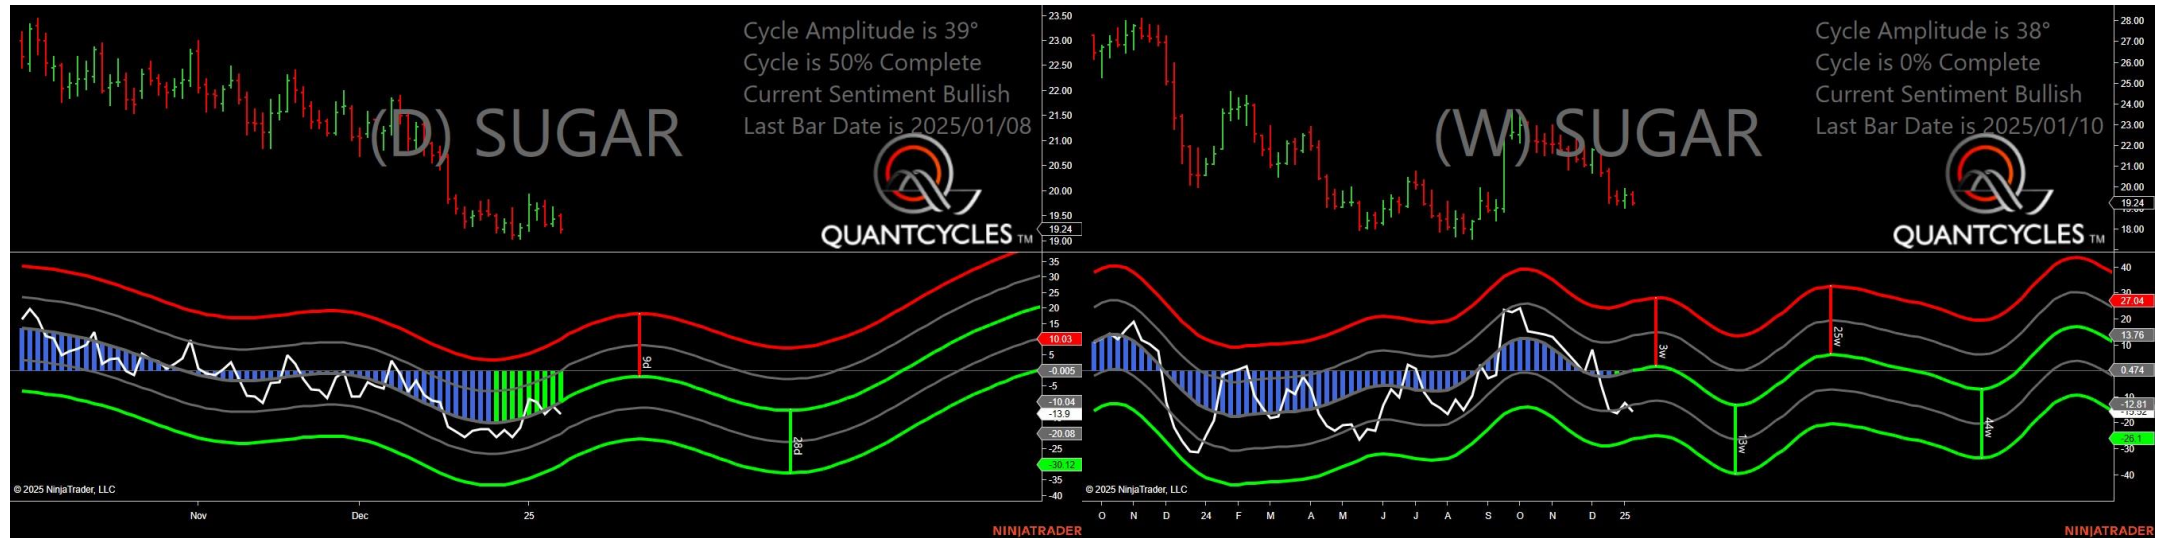 Cycle Amplitude is 39°
Cycle is 50% Complete
Current Sentiment Bullish
Last Bar Date is 2025/01/08
(D) SUGAR
QUANTCYCLES TM
23.50
23.00
22.50
22.00
21.50
21.00
20.50
20.00
19.50
19.24
19.00
35
30
25
20
15
10.03
5
-0.005
-5
-10.04
-13.9
-20.08
-25
-30.12
-35
-40
9d
28d
© 2025 NinjaTrader, LLC
Nov
Dec
25
NINJATRADER
Cycle Amplitude is 38°
Cycle is 0% Complete
Current Sentiment Bullish
Last Bar Date is 2025/01/10
(W) SUGAR
QUANTCYCLES TM
28.00
27.00
26.00
25.00
24.00
23.00
22.00
21.00
20.00
19.24
18.00
40
27.04
20
13.76
10
0.474
-12.81
-20
-26.1
-30
-40
3w
13w
25w
44w
© 2025 NinjaTrader, LLC
O N D 24 F M A M J J A S O N D 25
NINJATRADER